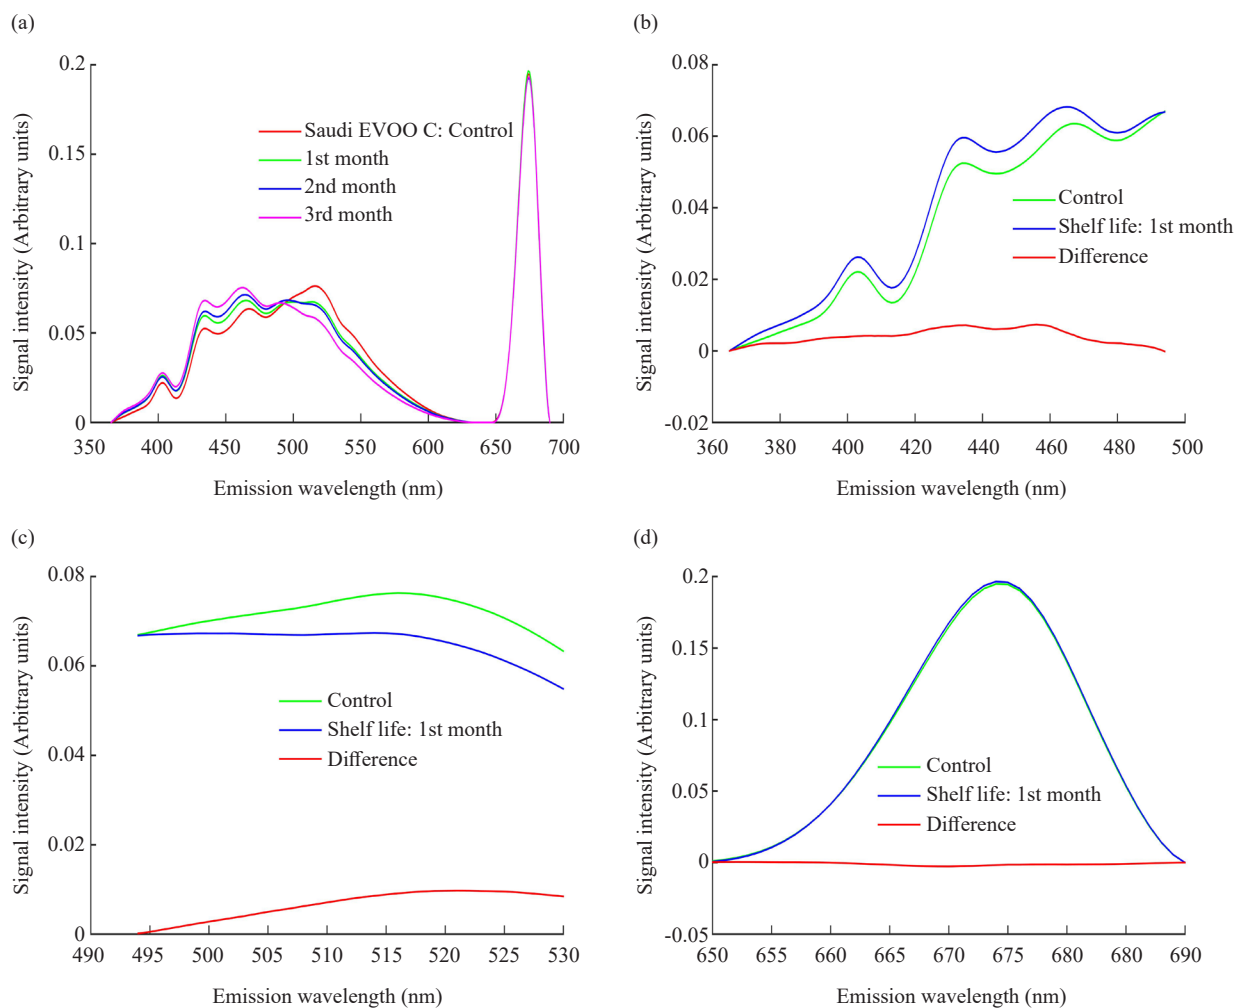 (a)
0.2
0.15
0.1
0.05
0
350 400 450 500 550 600 650 700
Signal intensity (Arbitrary units)
Emission wavelength (nm)
Saudi EVOO C: Control
1st month
2nd month
3rd month
(b)
0.08
0.06
0.04
0.02
0
-0.02
360 380 400 420 440 460 480 500
Signal intensity (Arbitrary units)
Emission wavelength (nm)
Control
Shelf life: 1st month
Difference
(c)
0.08
0.06
0.04
0.02
0
490 495 500 505 510 515 520 525 530
Signal intensity (Arbitrary units)
Emission wavelength (nm)
Control
Shelf life: 1st month
Difference
(d)
0.2
0.15
0.1
0.05
0
-0.05
650 655 660 665 670 675 680 680 690
Signal intensity (Arbitrary units)
Emission wavelength (nm)
Control
Shelf life: 1st month
Difference